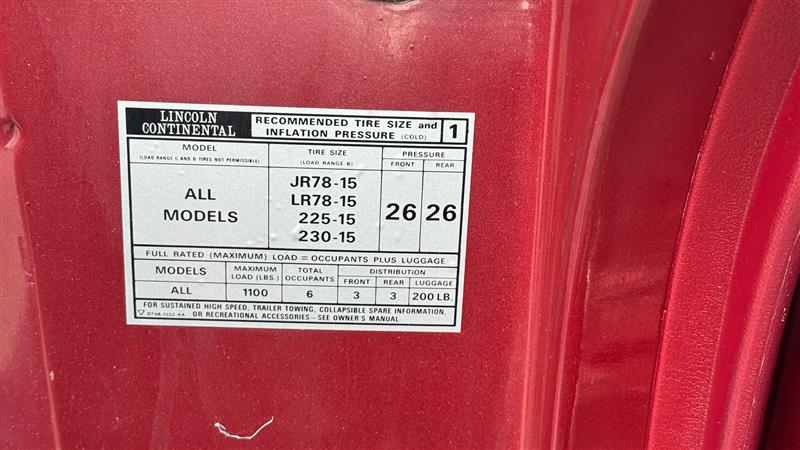 LINCOLN CONTINENTAL RECOMMENDED TIRE SIZE and INFLATION PRESSURE (COLD) 1
MODEL TIRE SIZE PRESSURE
(LOAD RANGE C AND D TIRES NOT PERMISSIBLE) (LOAD RANGE B) FRONT REAR
ALL MODELS
JR78-15
LR78-15
225-15
230-15
26 26
FULL RATED (MAXIMUM) LOAD = OCCUPANTS PLUS LUGGAGE
MODELS MAXIMUM LOAD (LBS.) TOTAL OCCUPANTS DISTRIBUTION
FRONT REAR LUGGAGE
ALL 1100 6 3 3 200 LB.
FOR SUSTAINED HIGH SPEED, TRAILER TOWING, COLLAPSIBLE SPARE INFORMATION,
OR RECREATIONAL ACCESSORIES—SEE OWNER'S MANUAL